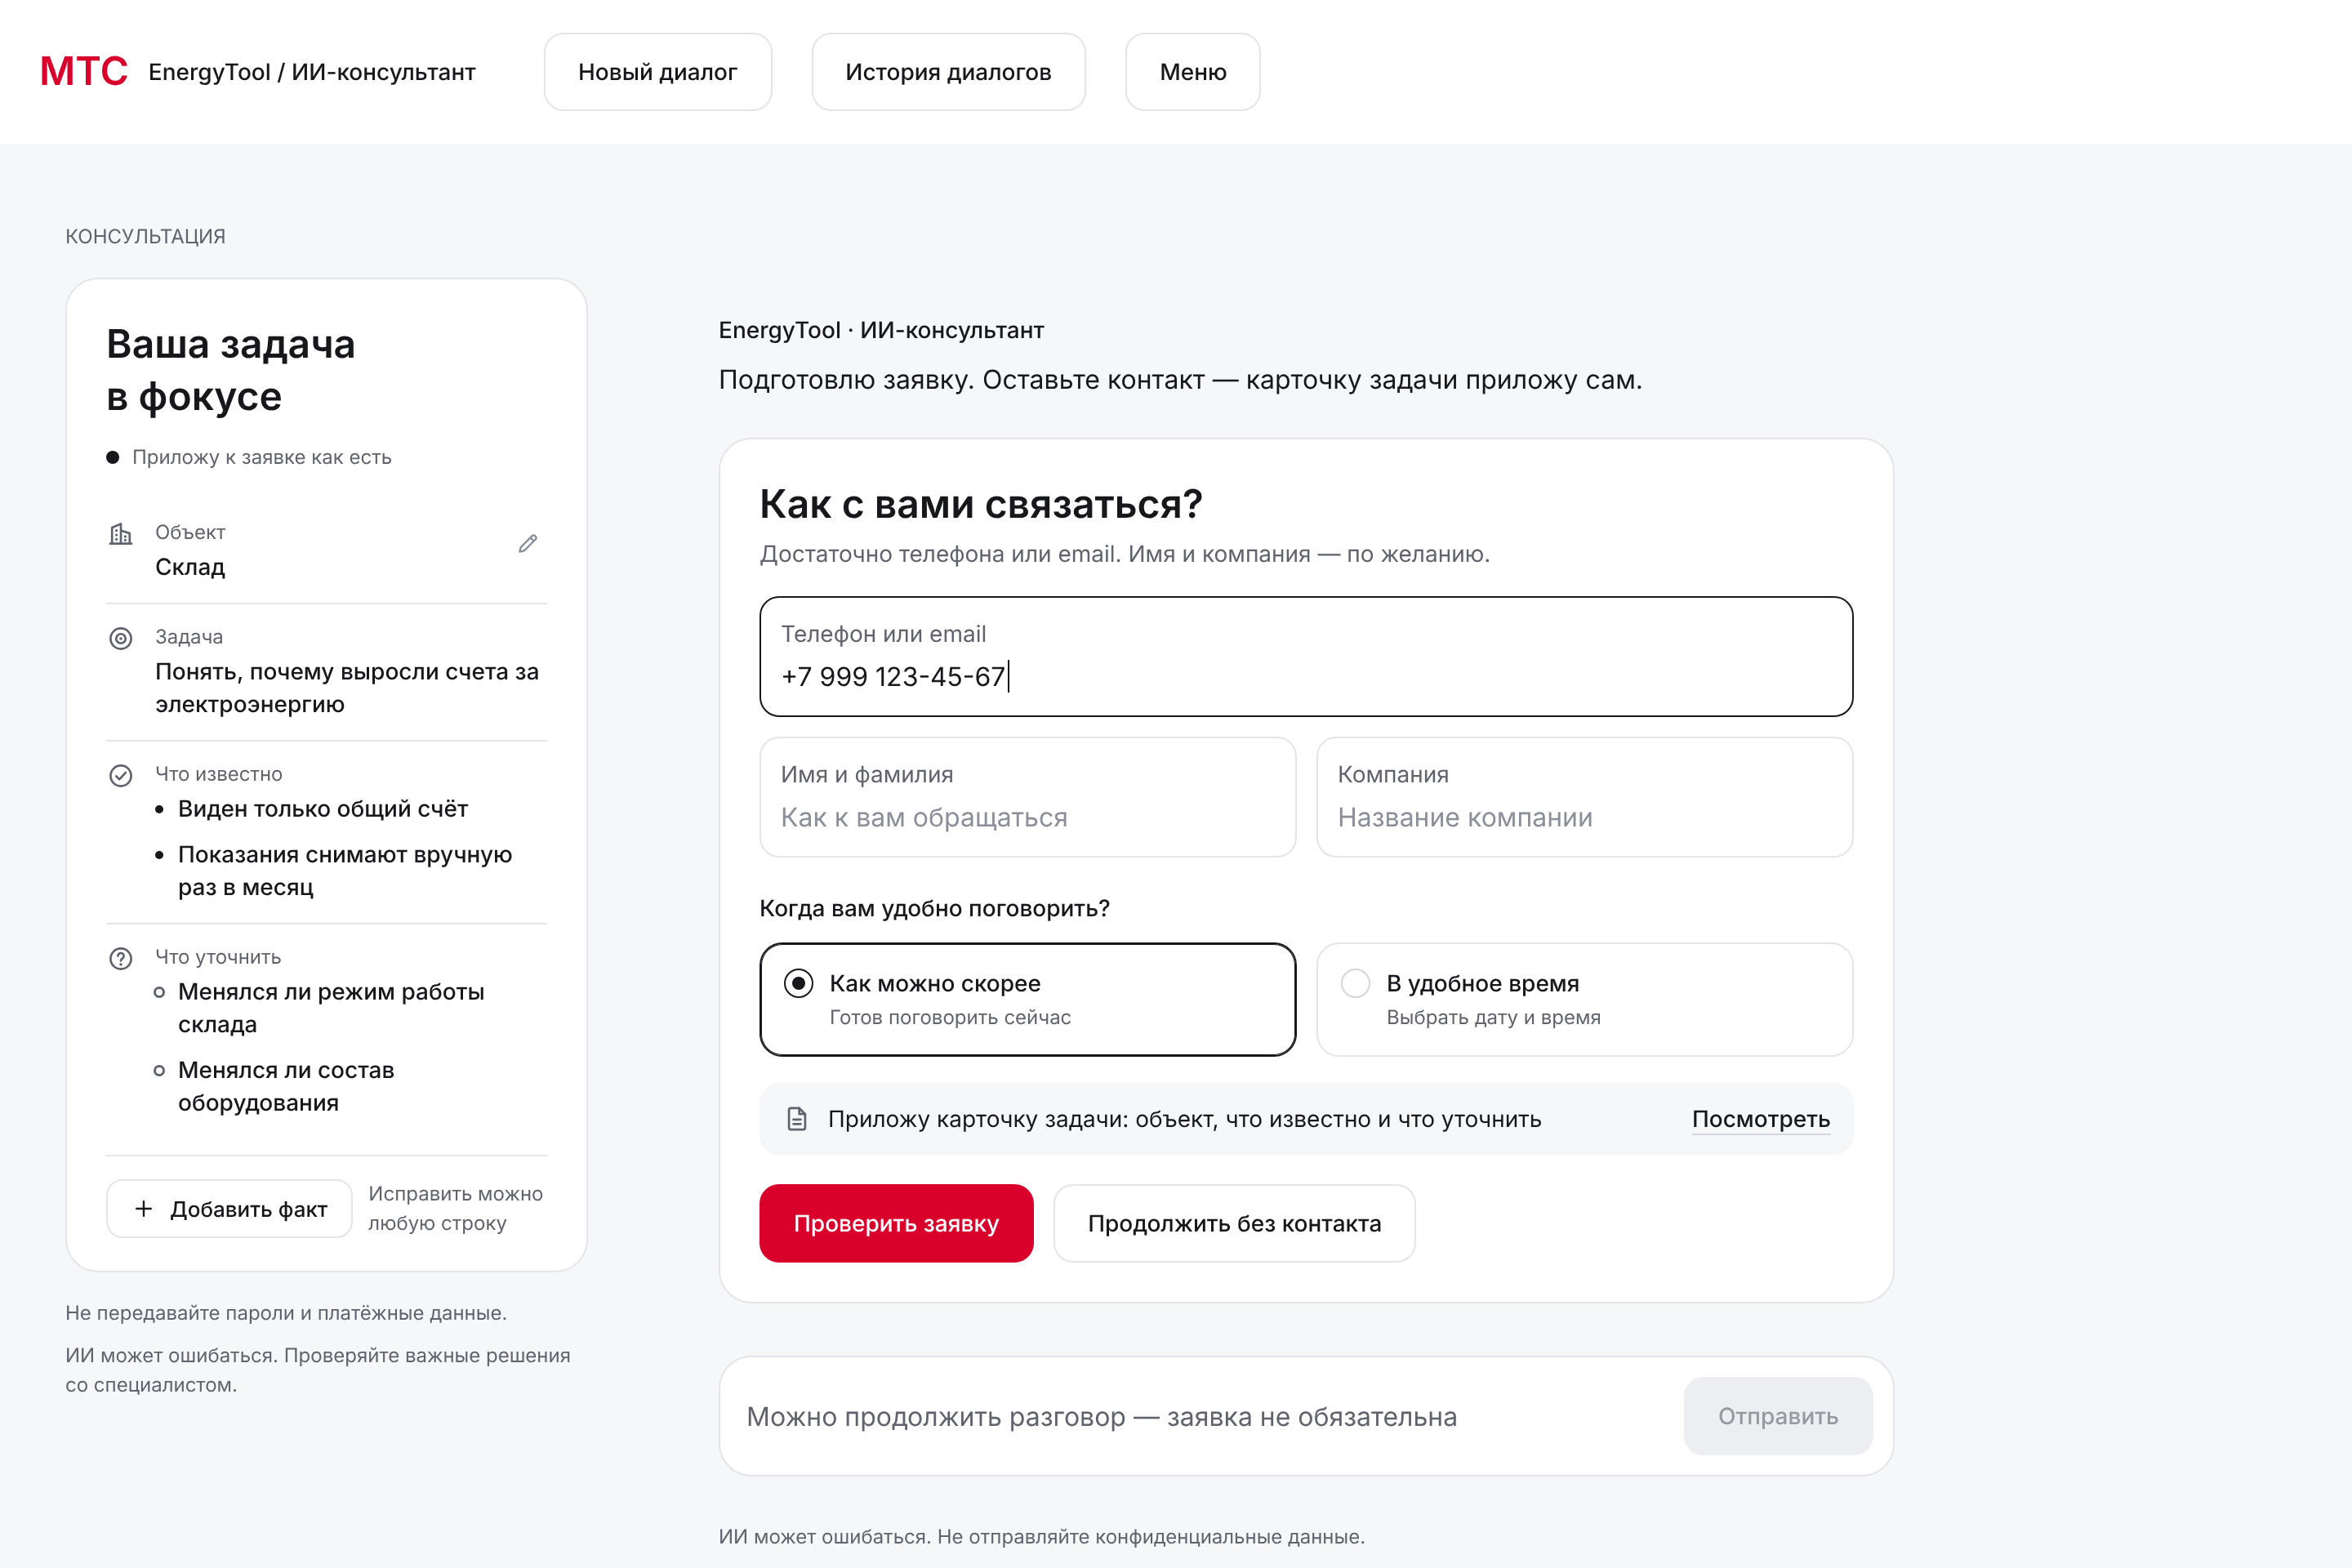 МТС
EnergyTool / ИИ-консультант
Новый диалог
История диалогов
Меню
КОНСУЛЬТАЦИЯ
Ваша задача
в фокусе
Приложу к заявке как есть
Объект
Склад
Задача
Понять, почему выросли счета за
электроэнергию
Что известно
Виден только общий счёт
Показания снимают вручную
раз в месяц
Что уточнить
Менялся ли режим работы
склада
Менялся ли состав
оборудования
Добавить факт
Исправить можно
любую строку
Не передавайте пароли и платёжные данные.
ИИ может ошибаться. Проверяйте важные решения
со специалистом.
EnergyTool · ИИ-консультант
Подготовлю заявку. Оставьте контакт — карточку задачи приложу сам.
Как с вами связаться?
Достаточно телефона или email. Имя и компания — по желанию.
Телефон или email
+7 999 123-45-67
Имя и фамилия
Как к вам обращаться
Компания
Название компании
Когда вам удобно поговорить?
Как можно скорее
Готов поговорить сейчас
В удобное время
Выбрать дату и время
Приложу карточку задачи: объект, что известно и что уточнить
Посмотреть
Проверить заявку
Продолжить без контакта
Можно продолжить разговор — заявка не обязательна
Отправить
ИИ может ошибаться. Не отправляйте конфиденциальные данные.